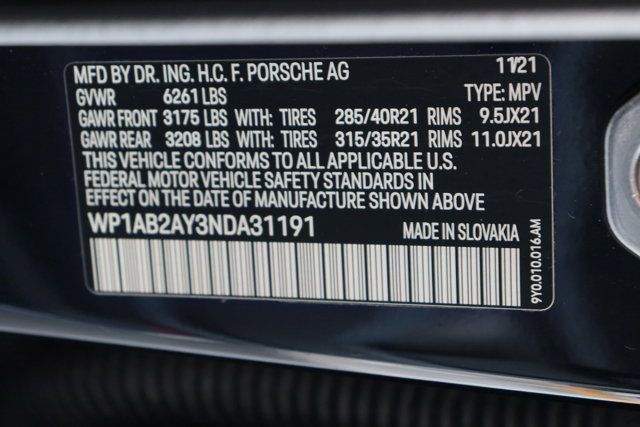 MFD BY DR. ING. H.C. F. PORSCHE AG 11/21
GVWR 6261 LBS TYPE: MPV
GAWR FRONT 3175 LBS WITH: TIRES 285/40R21 RIMS 9.5JX21
GAWR REAR 3208 LBS WITH: TIRES 315/35R21 RIMS 11.0JX21
THIS VEHICLE CONFORMS TO ALL APPLICABLE U.S.
FEDERAL MOTOR VEHICLE SAFETY STANDARDS IN
EFFECT ON THE DATE OF MANUFACTURE SHOWN ABOVE
WP1AB2AY3NDA31191 MADE IN SLOVAKIA
9Y0.010.016.AM